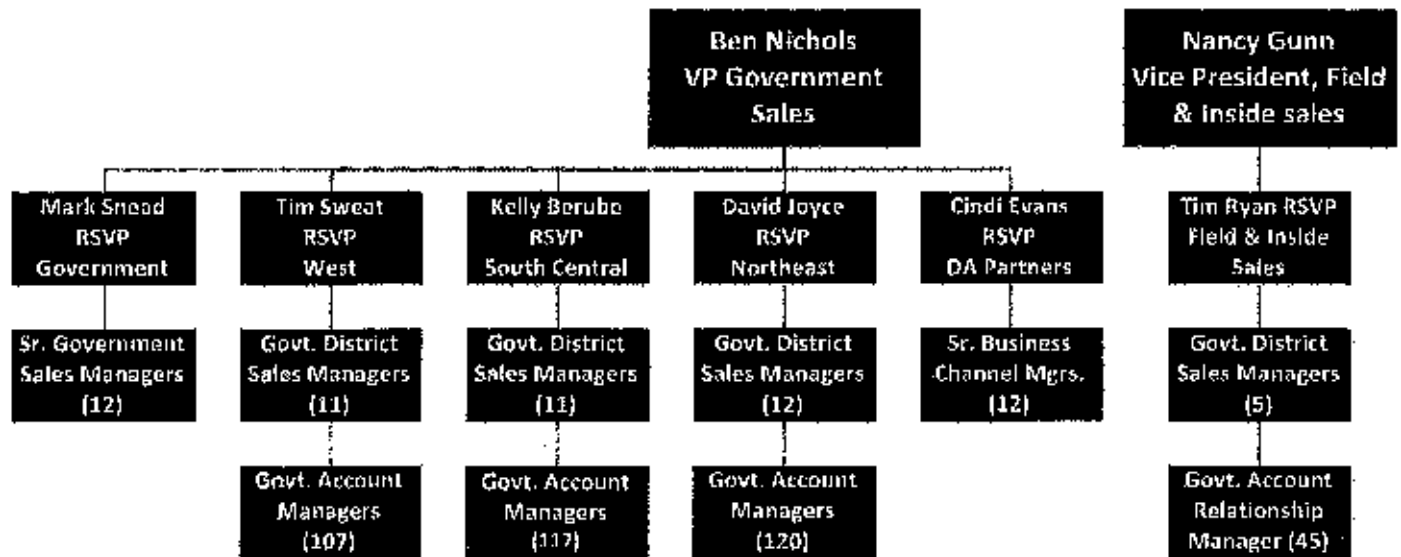 Ben Nichols
VP Government
Sales
Nancy Gunn
Vice President, Field
& Inside sales
Mark Snead
RSVP
Government
Tim Sweat
RSVP
West
Kelly Berube
RSVP
South Central
David Joyce
RSVP
Northeast
Cindi Evans
RSVP
DA Partners
Tim Ryan RSVP
Field & Inside
Sales
Sr. Government
Sales Managers
(12)
Govt. District
Sales Managers
(11)
Govt. District
Sales Managers
(11)
Govt. District
Sales Managers
(12)
Sr. Business
Channel Mgrs.
(12)
Govt. District
Sales Managers
(5)
Govt. Account
Managers
(107)
Govt. Account
Managers
(117)
Govt. Account
Managers
(120)
Govt. Account
Relationship
Manager (45)